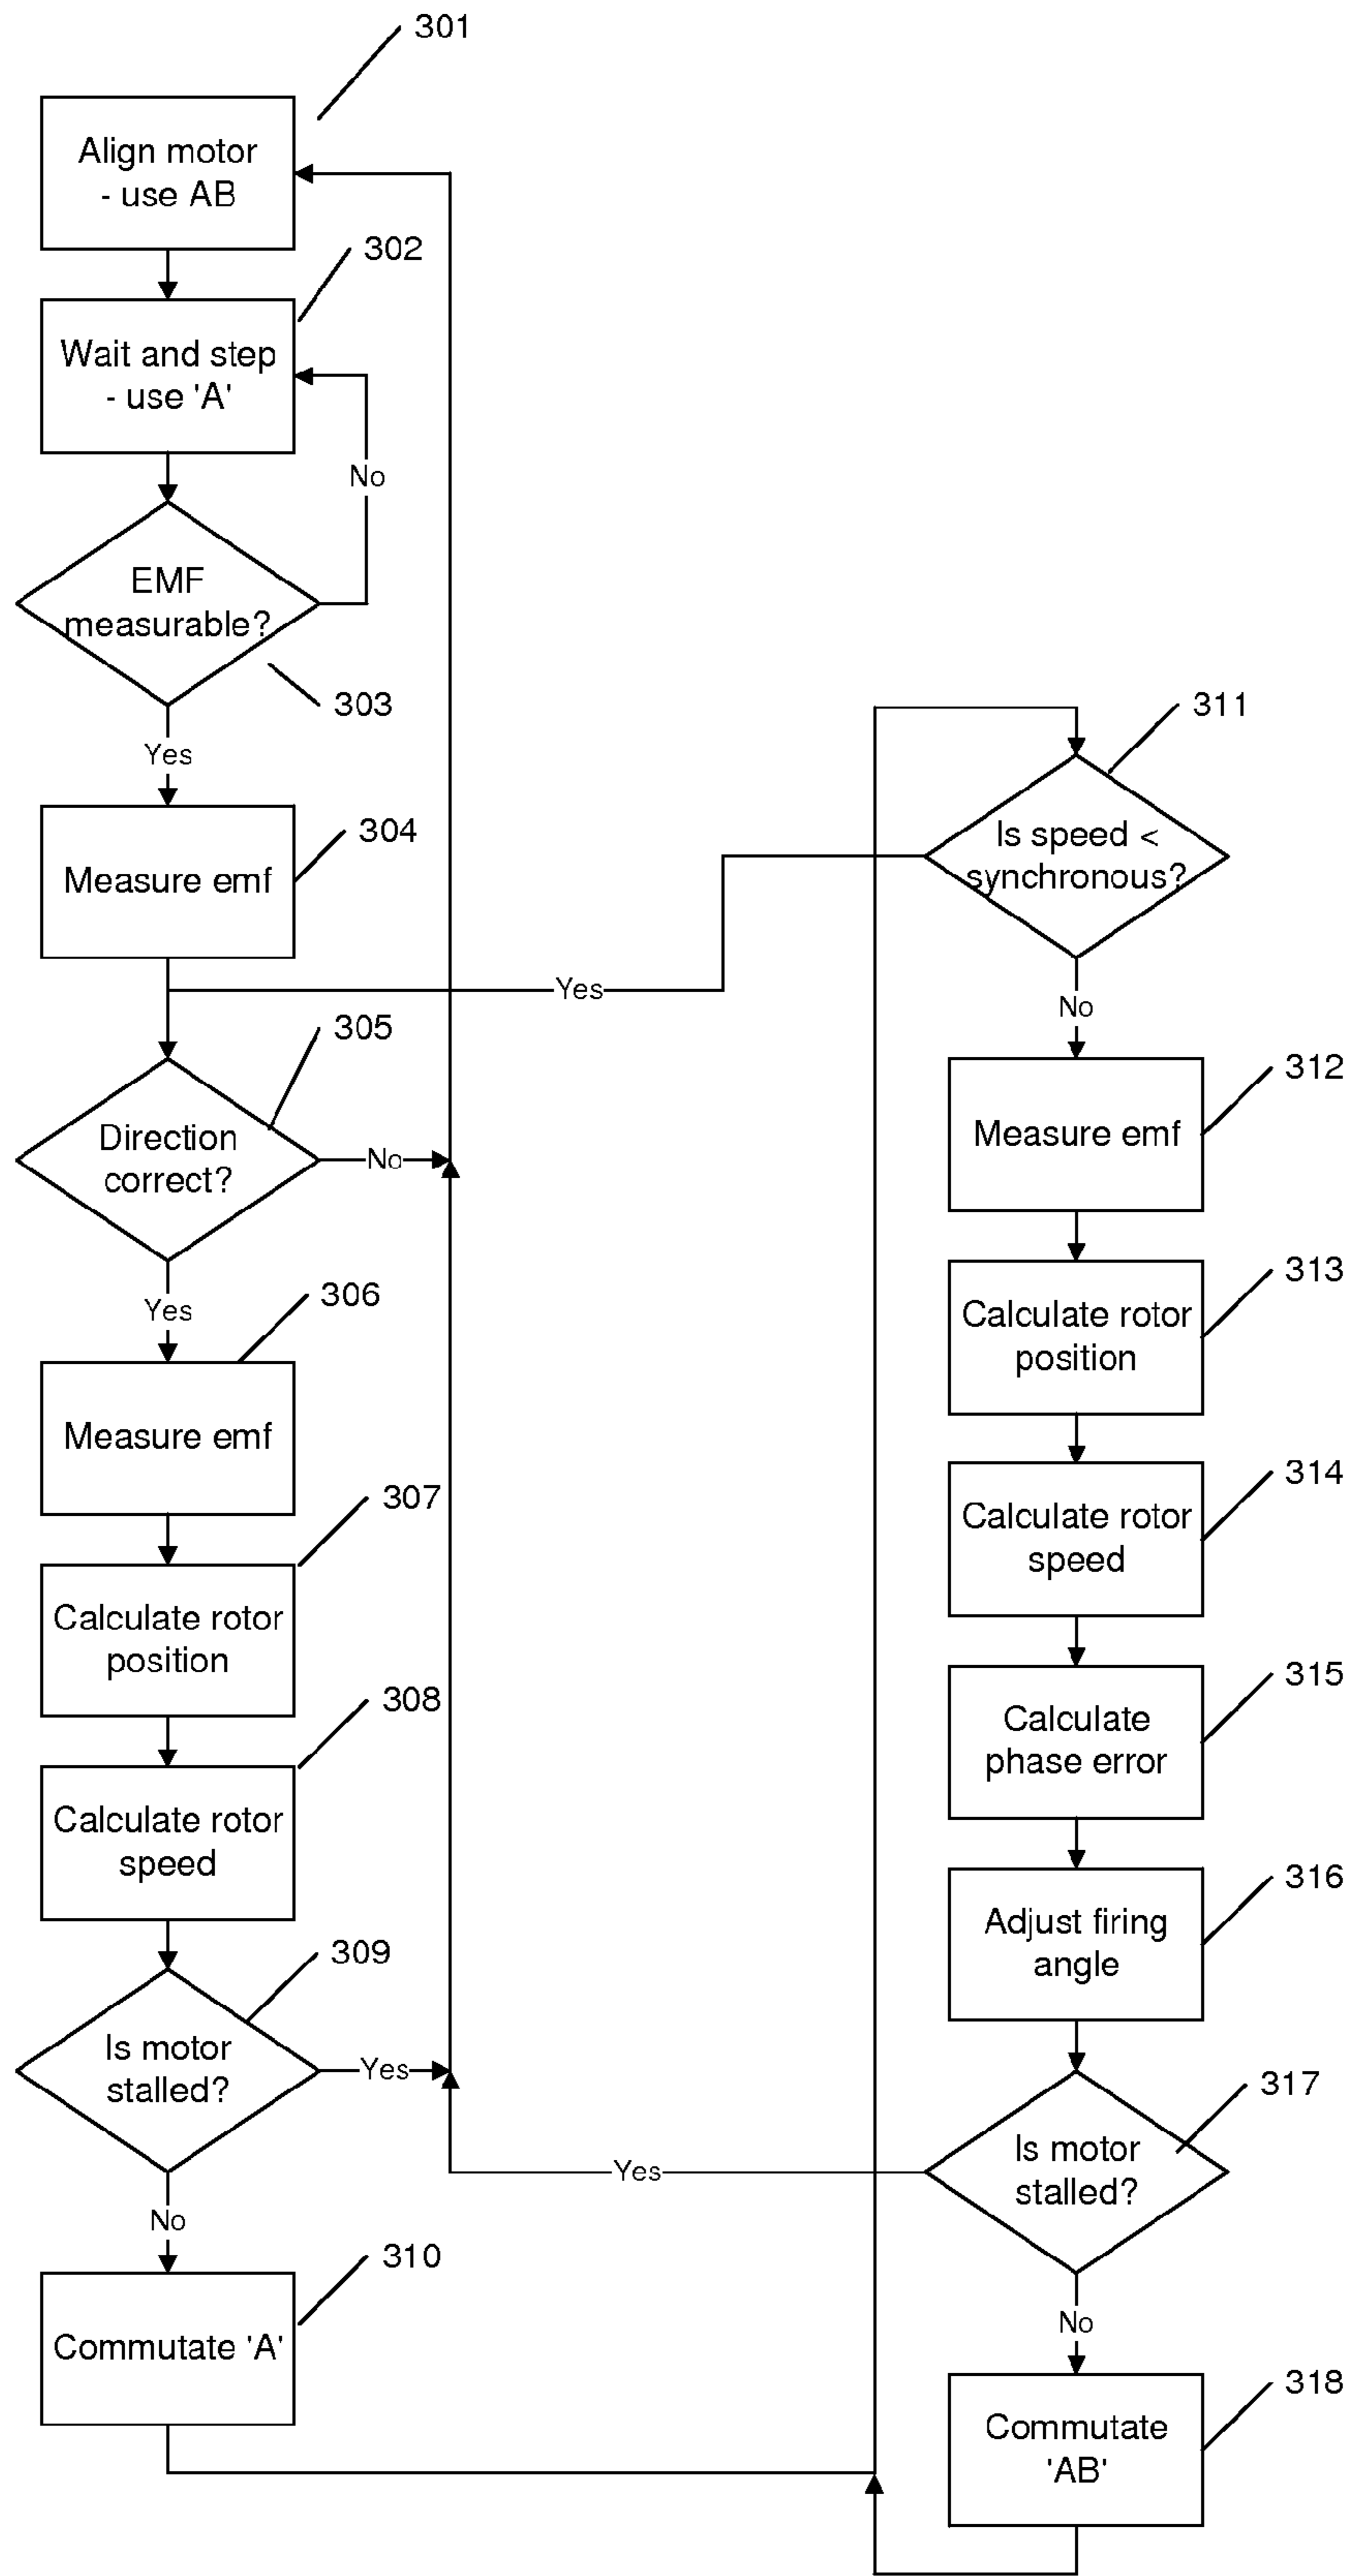 301
Align motor
- use AB
302
Wait and step
- use 'A'
No
EMF
measurable?
303
Yes
304
Measure emf
Yes
305
Direction
correct?
No
Yes
306
Measure emf
307
Calculate rotor
position
308
Calculate rotor
speed
309
Is motor
stalled?
Yes
No
310
Commutate 'A'
311
Is speed <
synchronous?
No
312
Measure emf
313
Calculate rotor
position
314
Calculate rotor
speed
315
Calculate
phase error
316
Adjust firing
angle
317
Is motor
stalled?
Yes
No
318
Commutate
'AB'